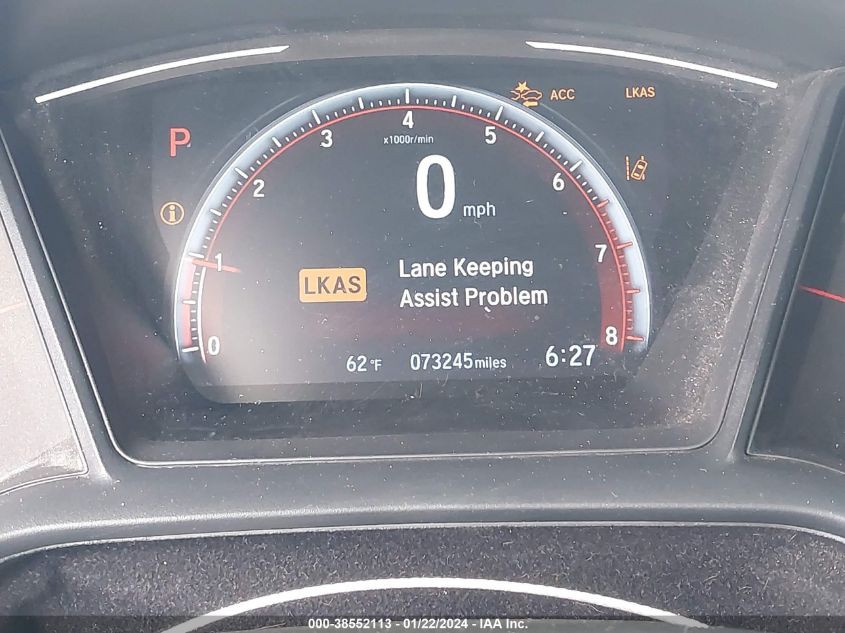 ACC LKAS
P
x1000r/min
0 1 2 3 4 5 6 7 8
0 mph
i
LKAS
Lane Keeping
Assist Problem
62°F 073245 miles 6:27
000-38552113 - 01/22/2024 - IAA Inc.